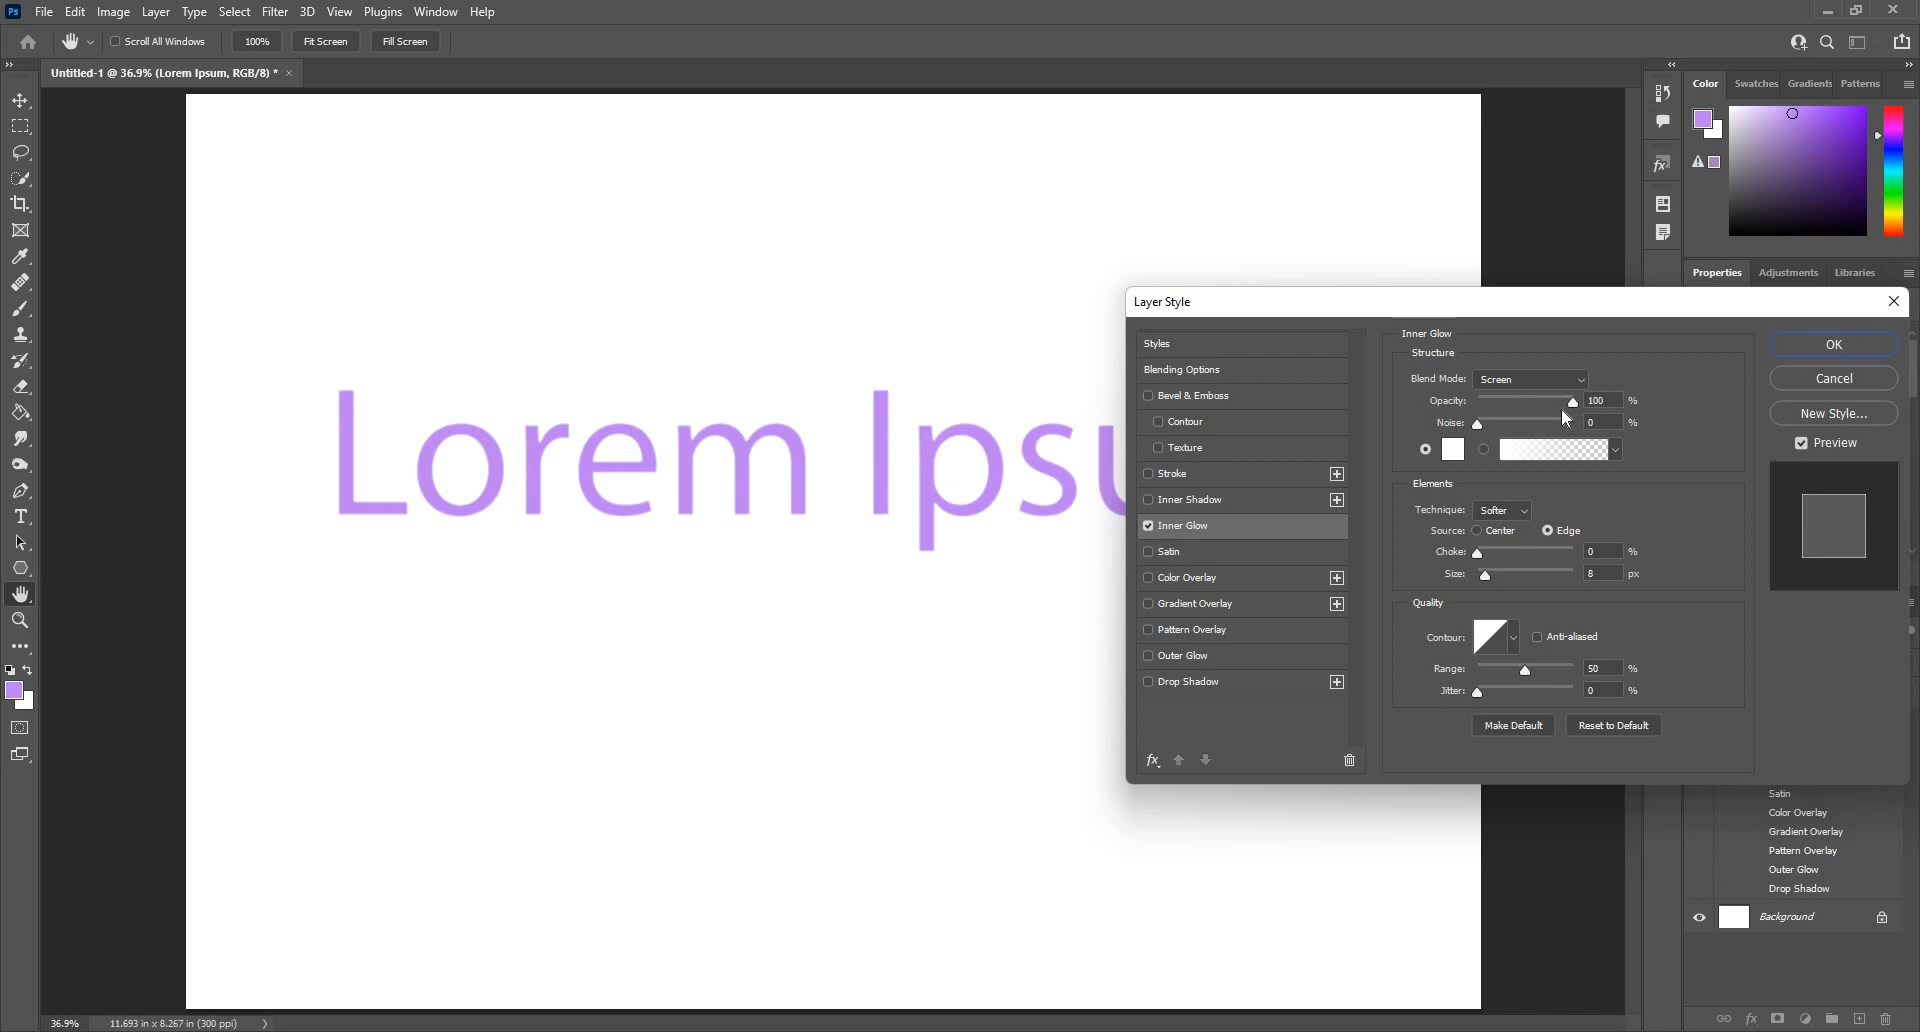 Ps File Edit Image Layer Type Select Filter 3D View Plugins Window Help
Scroll All Windows 100% Fit Screen Fill Screen
Untitled-1 @ 36.9% (Lorem Ipsum, RGB/8) *
Color Swatches Gradients Patterns
Properties Adjustments Libraries
Lorem Ipsu
Layer Style
Styles
Blending Options
Bevel & Emboss
Contour
Texture
Stroke
Inner Shadow
Inner Glow
Satin
Color Overlay
Gradient Overlay
Pattern Overlay
Outer Glow
Drop Shadow
fx
Inner Glow
Structure
Blend Mode: Screen
Opacity: 100 %
Noise: 0 %
Elements
Technique: Softer
Source: Center Edge
Choke: 0 %
Size: 8 px
Quality
Contour: Anti-aliased
Range: 50 %
Jitter: 0 %
Make Default Reset to Default
OK
Cancel
New Style...
Preview
Satin
Color Overlay
Gradient Overlay
Pattern Overlay
Outer Glow
Drop Shadow
Background
fx
36.9% 11.693 in x 8.267 in (300 ppi)